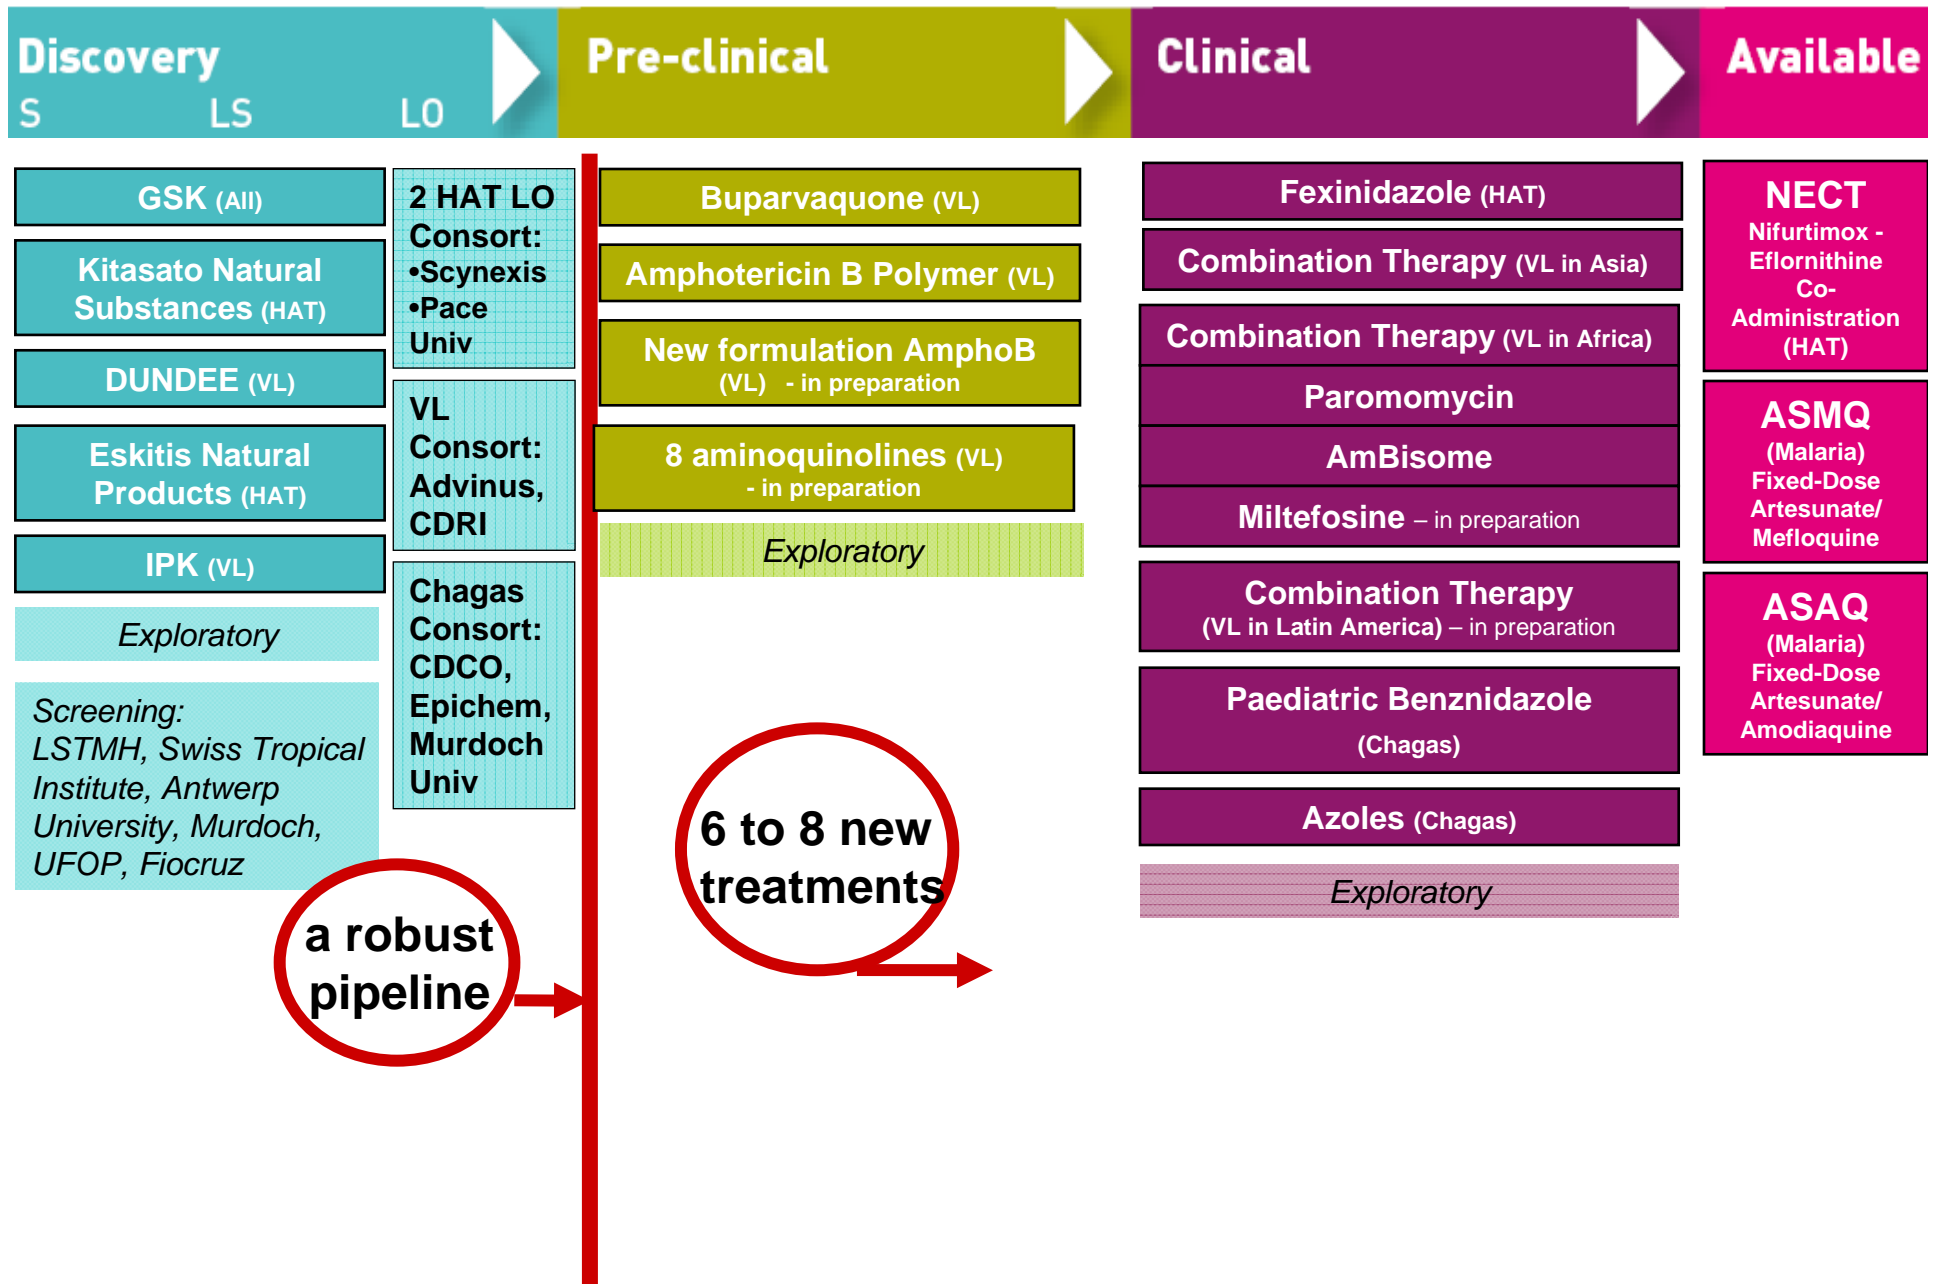 Discovery
S LS LO
Pre-clinical
Clinical
Available
GSK (All)
Kitasato Natural
Substances (HAT)
DUNDEE (VL)
Eskitis Natural
Products (HAT)
IPK (VL)
Exploratory
Screening:
LSTMH, Swiss Tropical
Institute, Antwerp
University, Murdoch,
UFOP, Fiocruz
2 HAT LO
Consort:
•Scynexis
•Pace
Univ
VL
Consort:
Advinus,
CDRI
Chagas
Consort:
CDCO,
Epichem,
Murdoch
Univ
a robust
pipeline
Buparvaquone (VL)
Amphotericin B Polymer (VL)
New formulation AmphoB
(VL) - in preparation
8 aminoquinolines (VL)
- in preparation
Exploratory
6 to 8 new
treatments
Fexinidazole (HAT)
Combination Therapy (VL in Asia)
Combination Therapy (VL in Africa)
Paromomycin
AmBisome
Miltefosine – in preparation
Combination Therapy
(VL in Latin America) – in preparation
Paediatric Benznidazole
(Chagas)
Azoles (Chagas)
Exploratory
NECT
Nifurtimox -
Eflornithine
Co-
Administration
(HAT)
ASMQ
(Malaria)
Fixed-Dose
Artesunate/
Mefloquine
ASAQ
(Malaria)
Fixed-Dose
Artesunate/
Amodiaquine